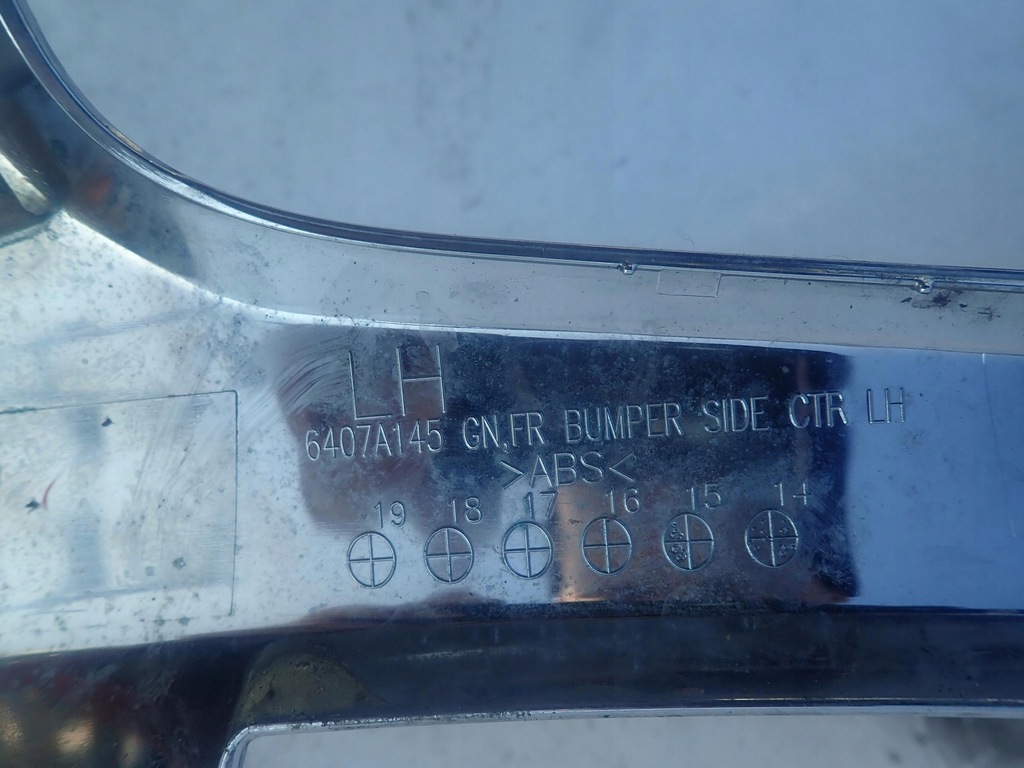 LH
6407A145 GN,FR BUMPER SIDE CTR LH
>ABS<
19 18 17 16 15 14